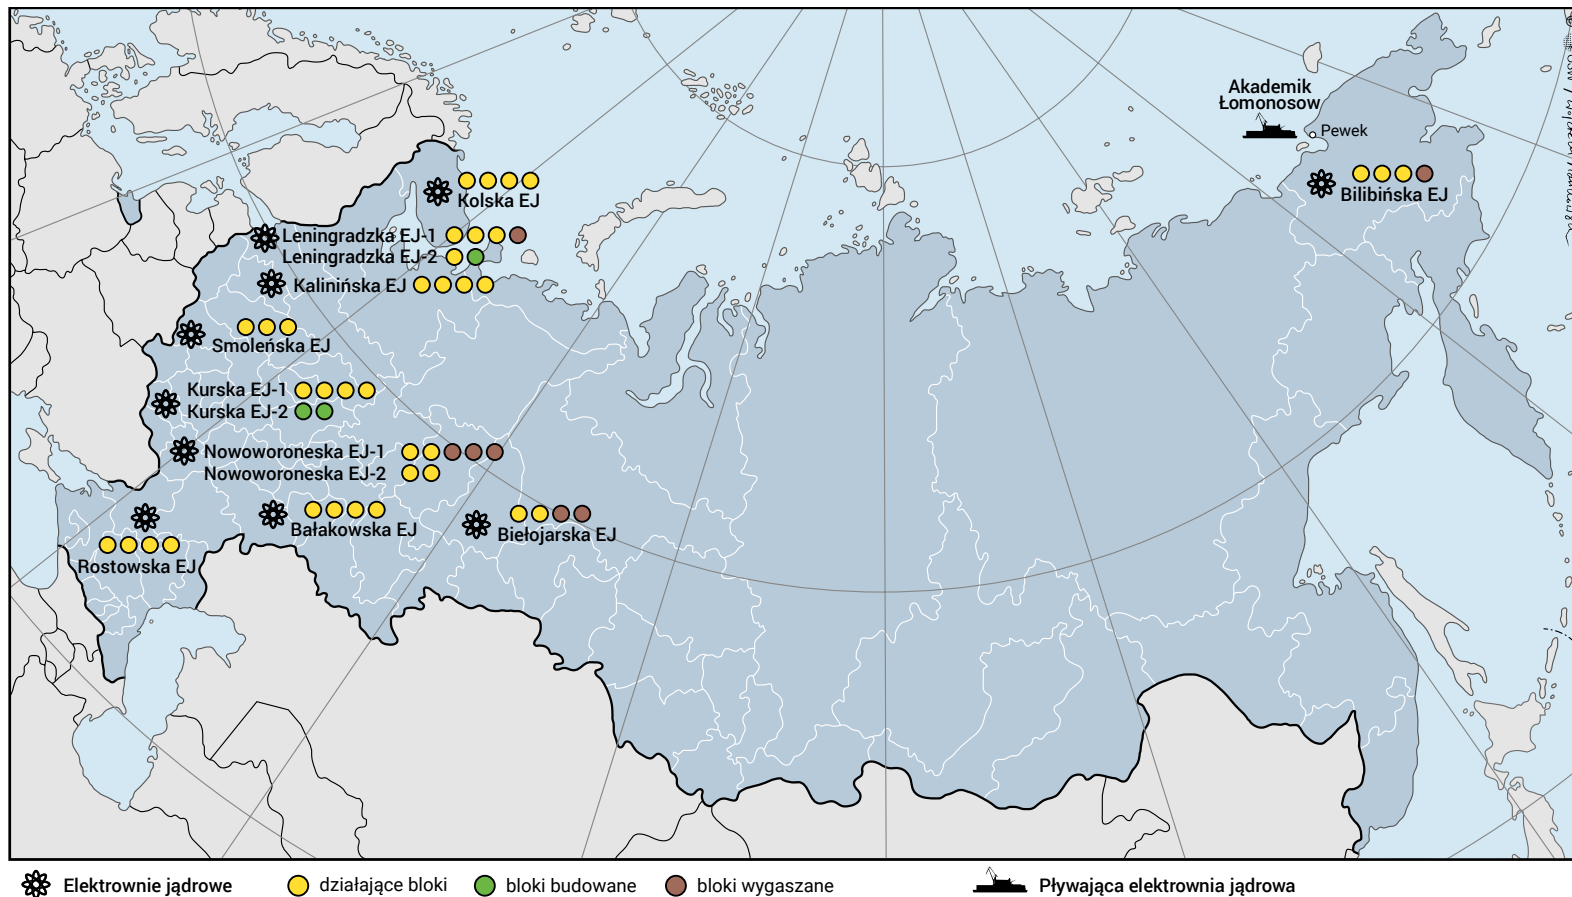 Akademik
Łomonosow
Pewek
Bilibińska EJ
Kolska EJ
Leningradzka EJ-1
Leningradzka EJ-2
Kalinińska EJ
Smoleńska EJ
Kurska EJ-1
Kurska EJ-2
Nowoworoneska EJ-1
Nowoworoneska EJ-2
Bałakowska EJ
Biełojarska EJ
Rostowska EJ
Elektrownie jądrowe
działające bloki
bloki budowane
bloki wygaszane
Pływająca elektrownia jądrowa